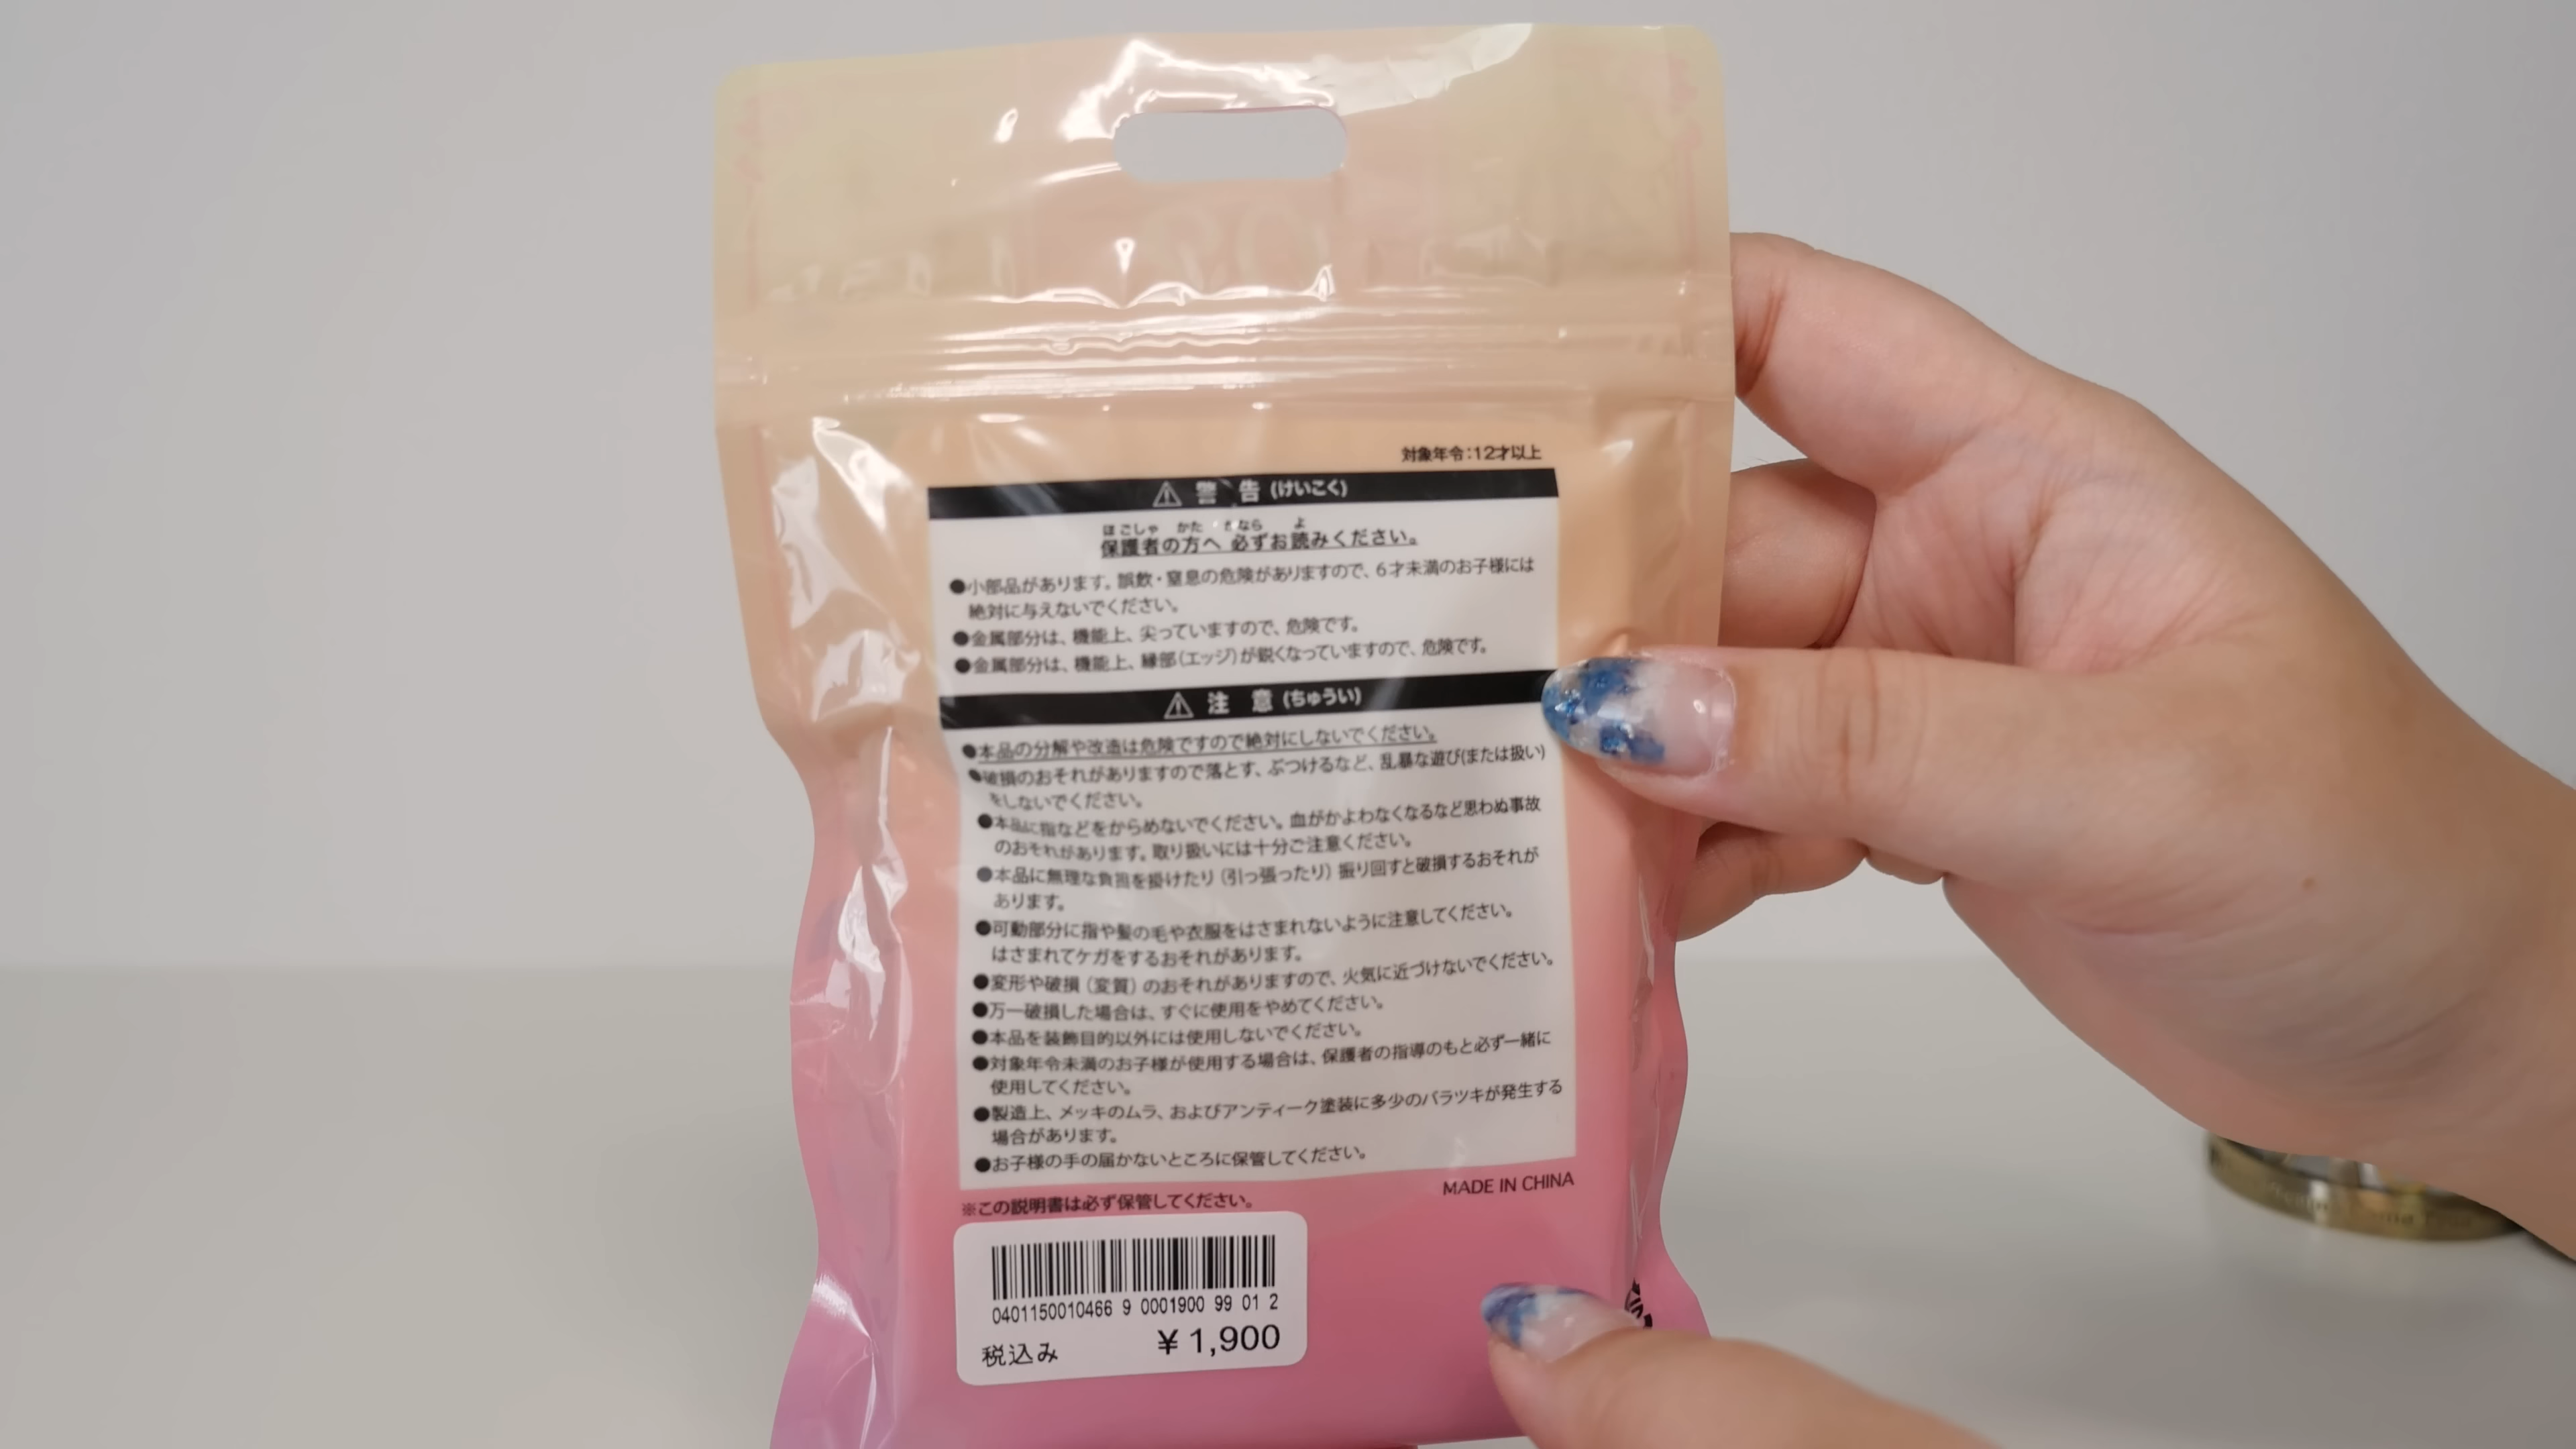 対象年令:12才以上
⚠ 警告 (けいこく)
ほごしゃ かた かなら よ
保護者の方へ 必ずお読みください。
●小部品があります。誤飲・窒息の危険がありますので、6才未満のお子様には
絶対に与えないでください。
●金属部分は、機能上、尖っていますので、危険です。
●金属部分は、機能上、縁部(エッジ)が鋭くなっていますので、危険です。
⚠ 注意 (ちゅうい)
●本品の分解や改造は危険ですので絶対にしないでください。
●破損のおそれがありますので落とす、ぶつけるなど、乱暴な遊び(または扱い)
をしないでください。
●本品に指などをからめないでください。血がかよわなくなるなど思わぬ事故
のおそれがあります。取り扱いには十分ご注意ください。
●本品に無理な負担を掛けたり(引っ張ったり)振り回すと破損するおそれが
あります。
●可動部分に指や髪の毛や衣服をはさまれないように注意してください。
はさまれてケガをするおそれがあります。
●変形や破損(変質)のおそれがありますので、火気に近づけないでください。
●万一破損した場合は、すぐに使用をやめてください。
●本品を装飾目的以外には使用しないでください。
●対象年令未満のお子様が使用する場合は、保護者の指導のもと必ず一緒に
使用してください。
●製造上、メッキのムラ、およびアンティーク塗装に多少のバラツキが発生する
場合があります。
●お子様の手の届かないところに保管してください。
※この説明書は必ず保管してください。
MADE IN CHINA
0401150010466 9 0001900 99 01 2
税込み ¥1,900